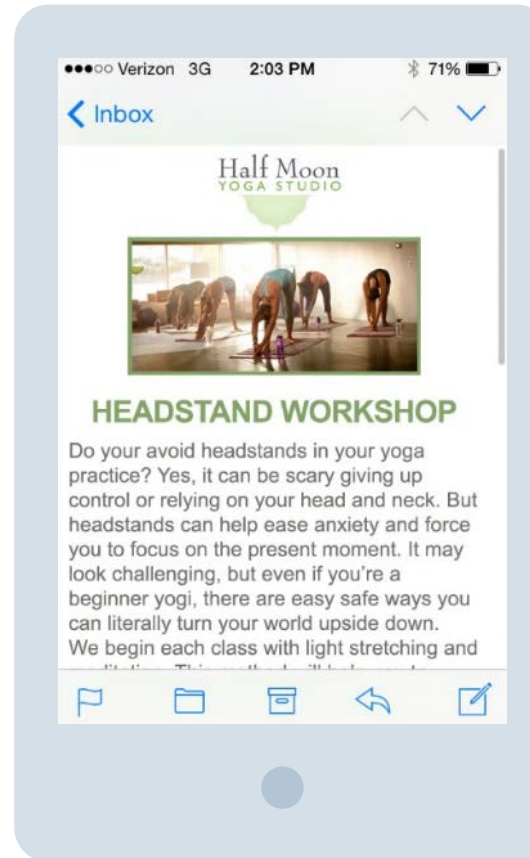 Verizon 3G 2:03 PM 71%
Inbox
Half Moon
YOGA STUDIO
HEADSTAND WORKSHOP
Do your avoid headstands in your yoga
practice? Yes, it can be scary giving up
control or relying on your head and neck. But
headstands can help ease anxiety and force
you to focus on the present moment. It may
look challenging, but even if you're a
beginner yogi, there are easy safe ways you
can literally turn your world upside down.
We begin each class with light stretching and